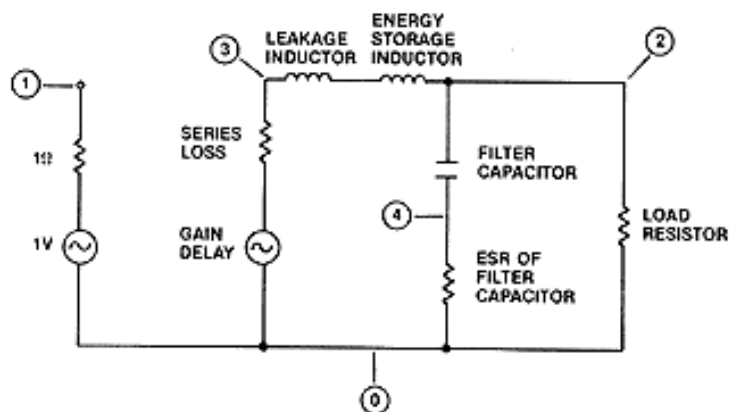 3
LEAKAGE
INDUCTOR
ENERGY
STORAGE
INDUCTOR
2
1
SERIES
LOSS
1Ω
FILTER
CAPACITOR
4
LOAD
RESISTOR
GAIN
DELAY
1V
ESR OF
FILTER
CAPACITOR
0